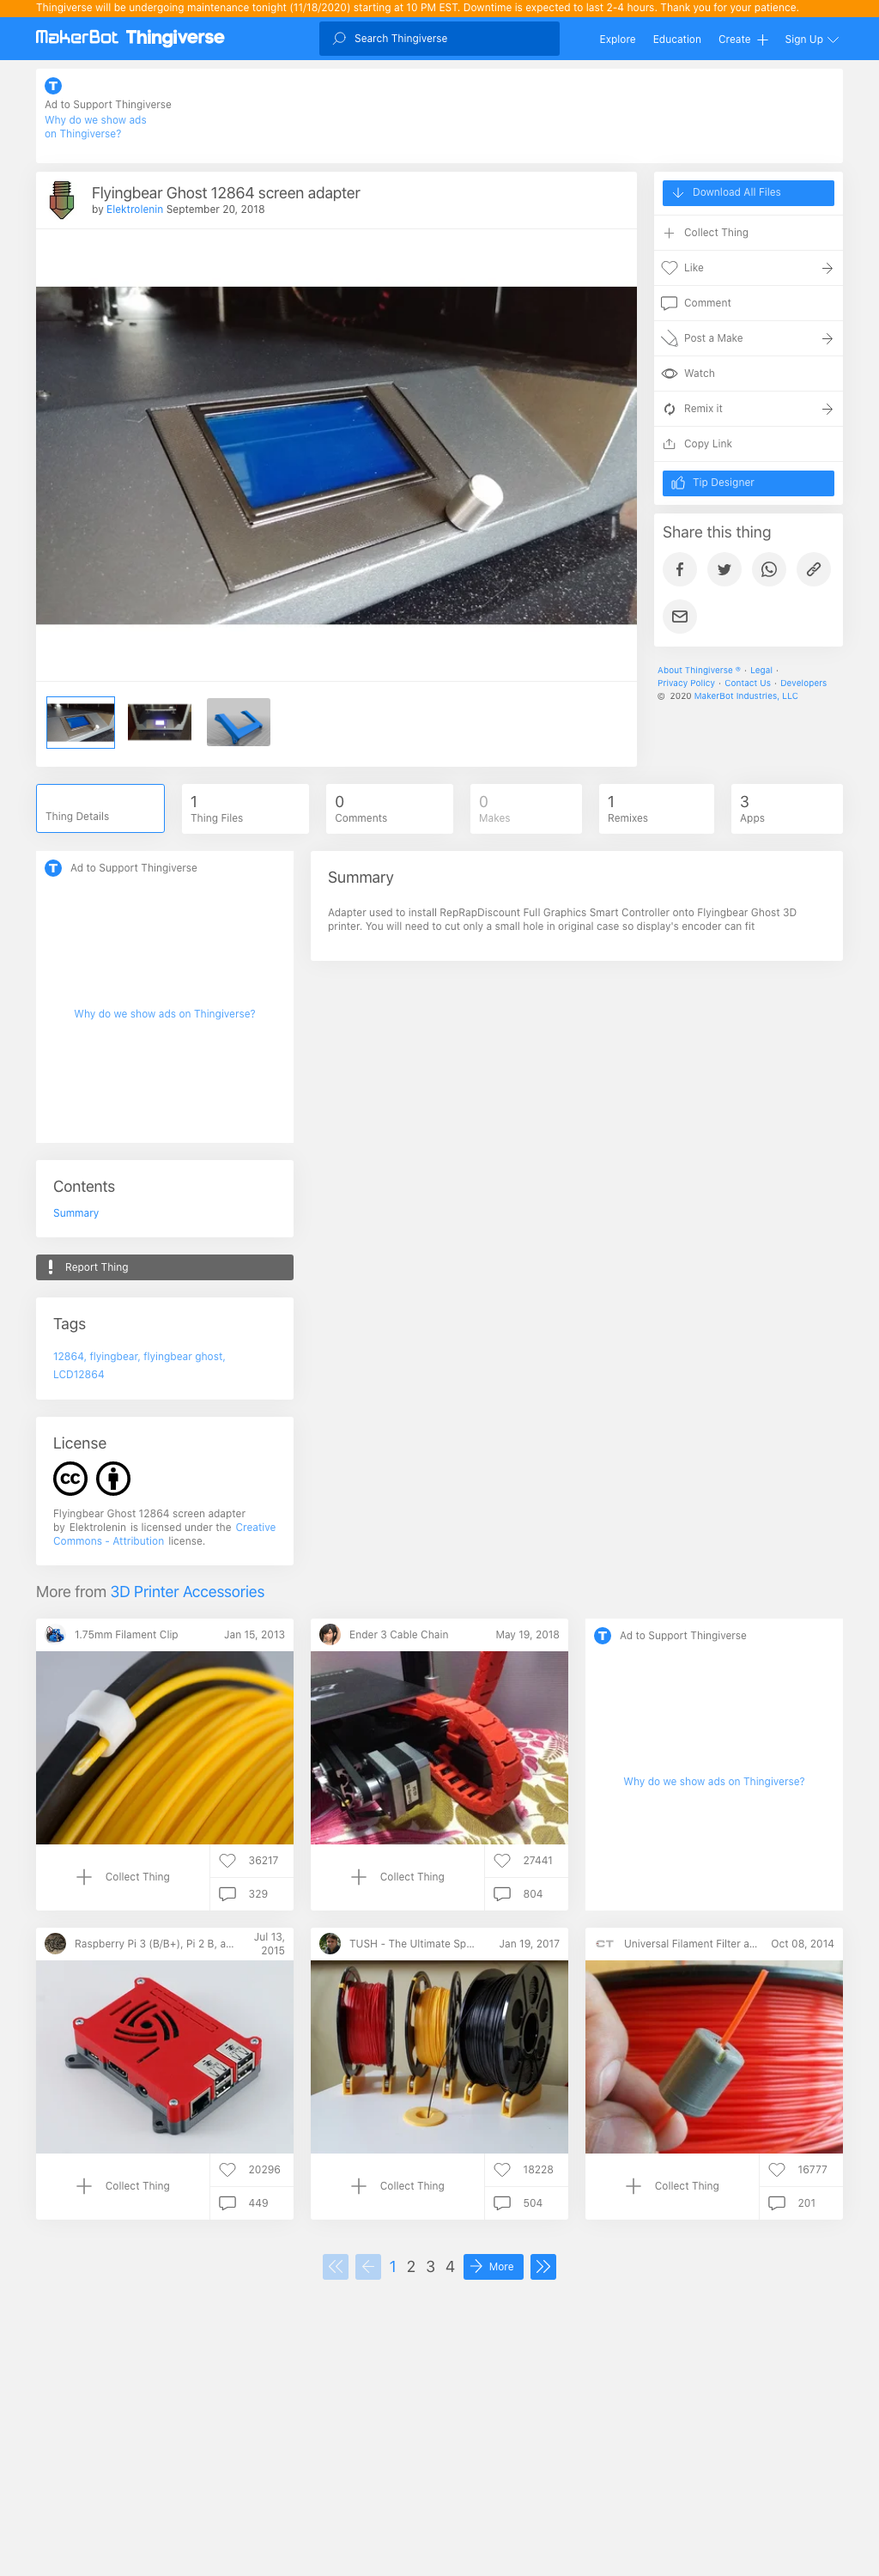 Thingiverse will be undergoing maintenance tonight (11/18/2020) starting at 10 PM EST. Downtime is expected to last 2-4 hours. Thank you for your patience.
MakerBot Thingiverse
Search Thingiverse
Explore
Education
Create
Sign Up
Ad to Support Thingiverse
Why do we show ads
on Thingiverse?
Flyingbear Ghost 12864 screen adapter
by Elektrolenin September 20, 2018
Download All Files
Collect Thing
Like
Comment
Post a Make
Watch
Remix it
Copy Link
Tip Designer
Share this thing
About Thingiverse ® · Legal ·
Privacy Policy · Contact Us · Developers
© 2020 MakerBot Industries, LLC
Thing Details
1
Thing Files
0
Comments
0
Makes
1
Remixes
3
Apps
Ad to Support Thingiverse
Why do we show ads on Thingiverse?
Summary
Adapter used to install RepRapDiscount Full Graphics Smart Controller onto Flyingbear Ghost 3D
printer. You will need to cut only a small hole in original case so display's encoder can fit
Contents
Summary
Report Thing
Tags
12864, flyingbear, flyingbear ghost,
LCD12864
License
cc
Flyingbear Ghost 12864 screen adapter
by Elektrolenin is licensed under the Creative
Commons - Attribution license.
More from 3D Printer Accessories
1.75mm Filament Clip
Jan 15, 2013
Collect Thing
36217
329
Ender 3 Cable Chain
May 19, 2018
Collect Thing
27441
804
Ad to Support Thingiverse
Why do we show ads on Thingiverse?
Raspberry Pi 3 (B/B+), Pi 2 B, a...
Jul 13,
2015
Collect Thing
20296
449
TUSH - The Ultimate Sp...
Jan 19, 2017
Collect Thing
18228
504
CT
Universal Filament Filter a...
Oct 08, 2014
Collect Thing
16777
201
1 2 3 4 More